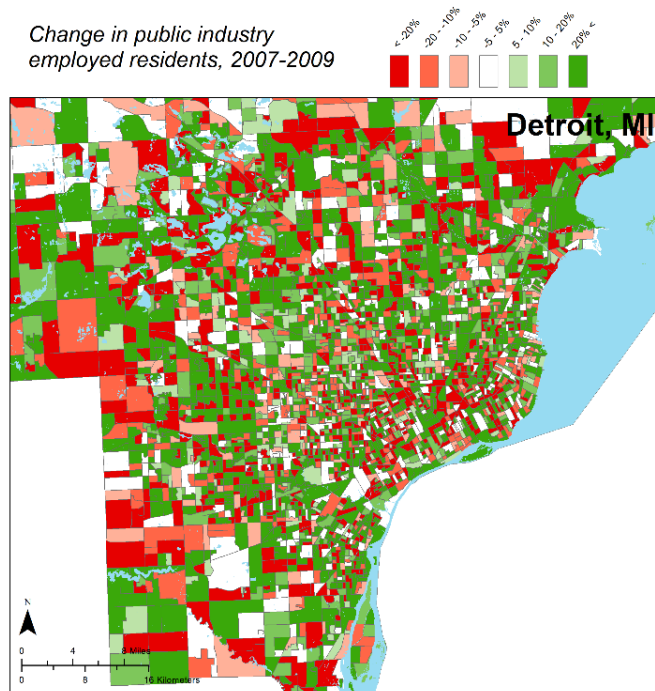 Change in public industry
employed residents, 2007-2009
< -20%
-20 - -10%
-10 - -5%
-5 - 5%
5 - 10%
10 - 20%
20% <
Detroit, MI
N
0 4 8 Miles
0 8 16 Kilometers